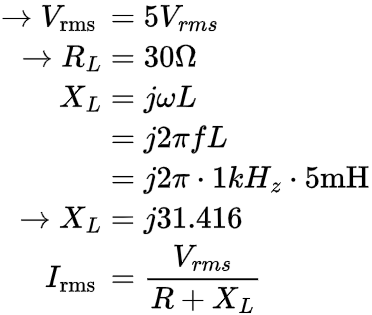 → V_rms = 5V_rms
→ R_L = 30Ω
X_L = jωL
= j2πfL
= j2π · 1kH_z · 5mH
→ X_L = j31.416
I_rms = V_rms / (R + X_L)